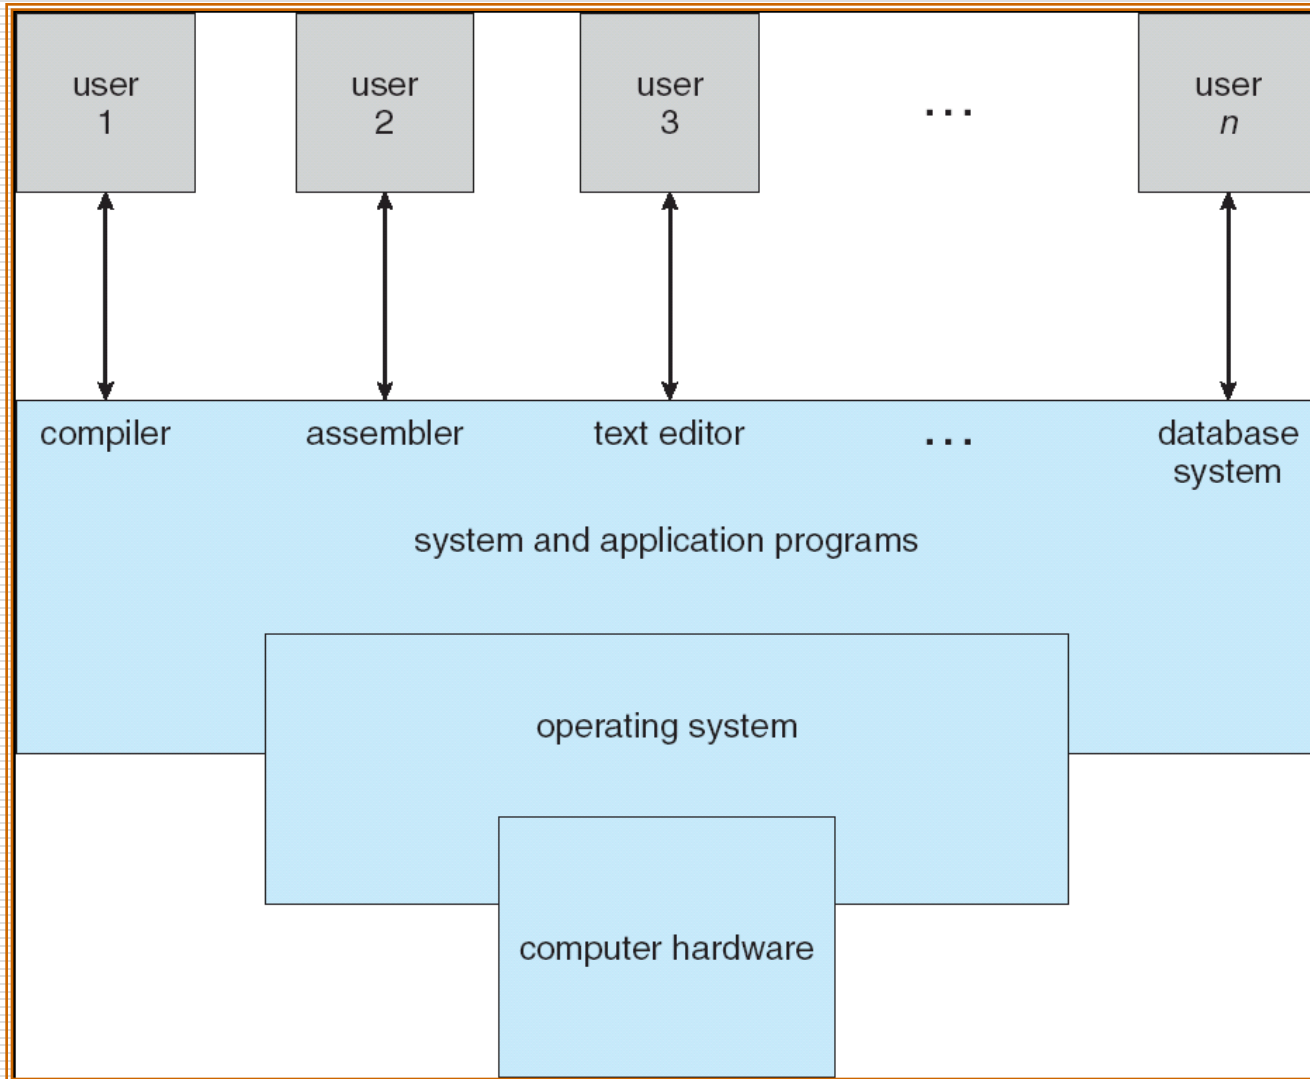 user
1
user
2
user
3
...
user
n
compiler
assembler
text editor
...
database
system
system and application programs
operating system
computer hardware